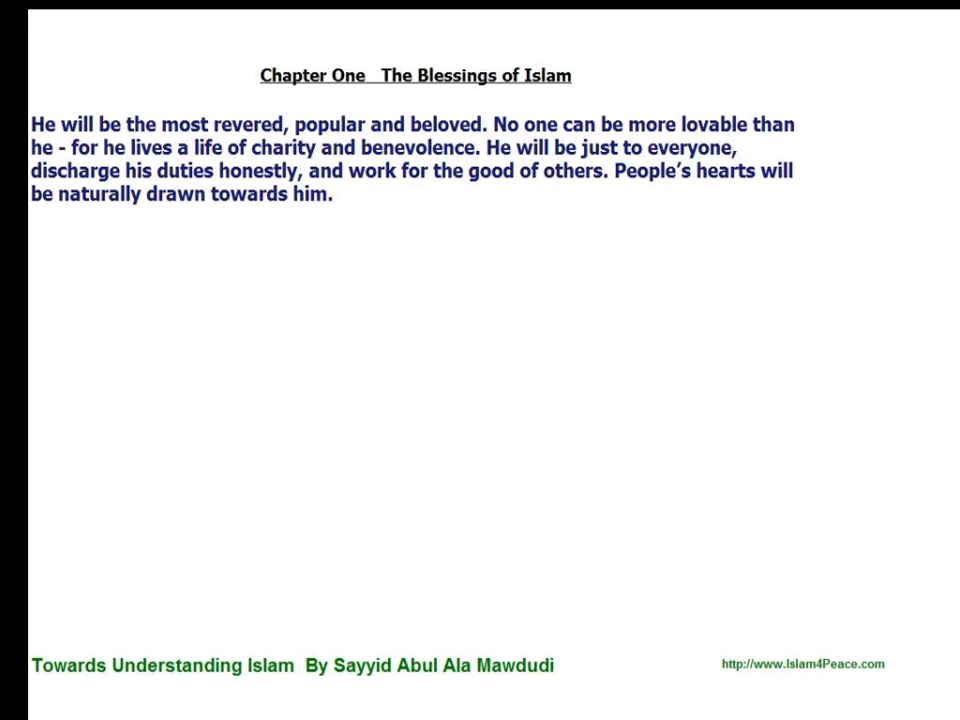 Chapter One   The Blessings of Islam
He will be the most revered, popular and beloved. No one can be more lovable than
he - for he lives a life of charity and benevolence. He will be just to everyone,
discharge his duties honestly, and work for the good of others. People’s hearts will
be naturally drawn towards him.
Towards Understanding Islam  By Sayyid Abul Ala Mawdudi
http://www.Islam4Peace.com